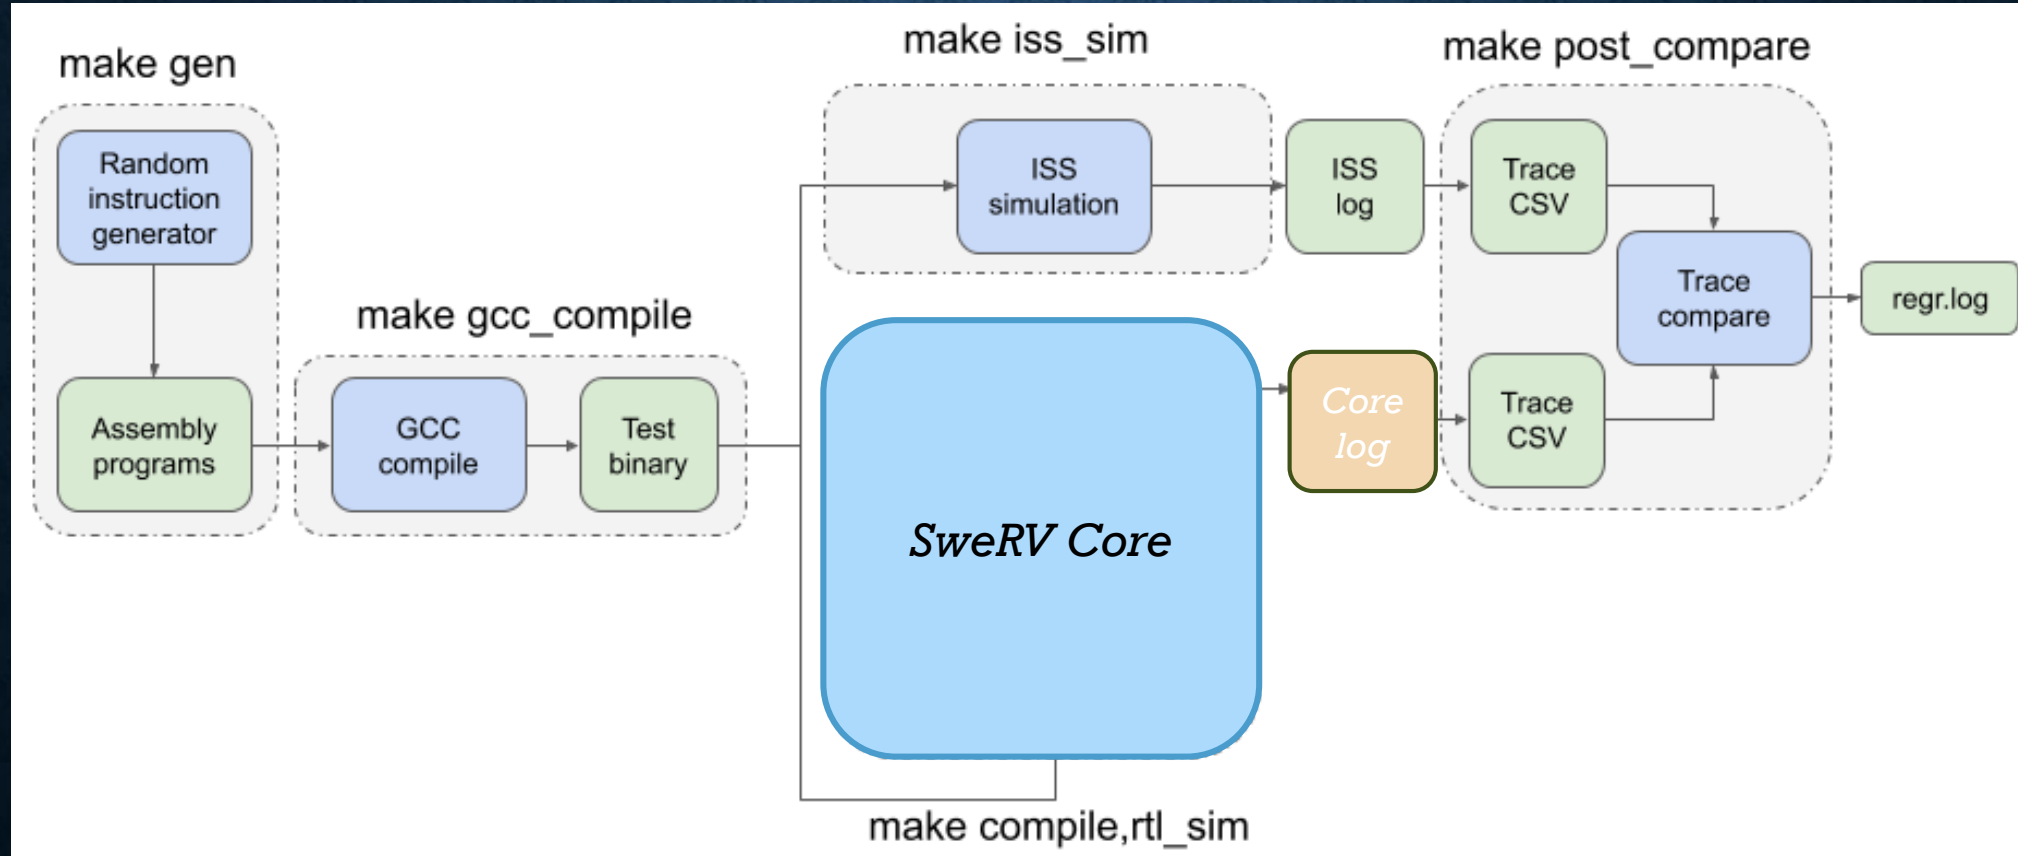 make gen
Random
instruction
generator
Assembly
programs
make gcc_compile
GCC
compile
Test
binary
make iss_sim
ISS
simulation
ISS
log
SweRV Core
Core
log
make compile,rtl_sim
make post_compare
Trace
CSV
Trace
compare
Trace
CSV
regr.log